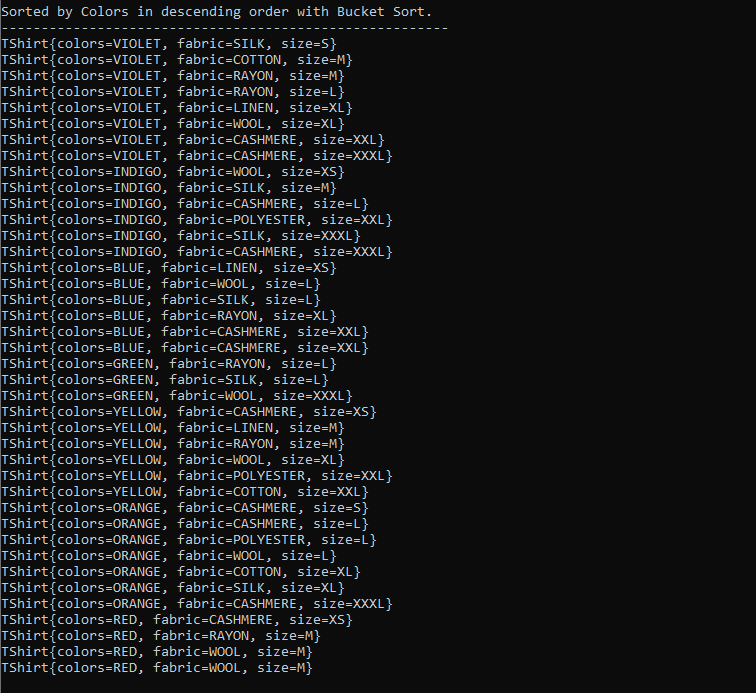 Sorted by Colors in descending order with Bucket Sort.
--------------------------------------------------------
TShirt{colors=VIOLET, fabric=SILK, size=S}
TShirt{colors=VIOLET, fabric=COTTON, size=M}
TShirt{colors=VIOLET, fabric=RAYON, size=M}
TShirt{colors=VIOLET, fabric=RAYON, size=L}
TShirt{colors=VIOLET, fabric=LINEN, size=XL}
TShirt{colors=VIOLET, fabric=WOOL, size=XL}
TShirt{colors=VIOLET, fabric=CASHMERE, size=XXL}
TShirt{colors=VIOLET, fabric=CASHMERE, size=XXXL}
TShirt{colors=INDIGO, fabric=WOOL, size=XS}
TShirt{colors=INDIGO, fabric=SILK, size=M}
TShirt{colors=INDIGO, fabric=CASHMERE, size=L}
TShirt{colors=INDIGO, fabric=POLYESTER, size=XXL}
TShirt{colors=INDIGO, fabric=SILK, size=XXXL}
TShirt{colors=INDIGO, fabric=CASHMERE, size=XXXL}
TShirt{colors=BLUE, fabric=LINEN, size=XS}
TShirt{colors=BLUE, fabric=WOOL, size=L}
TShirt{colors=BLUE, fabric=SILK, size=L}
TShirt{colors=BLUE, fabric=RAYON, size=XL}
TShirt{colors=BLUE, fabric=CASHMERE, size=XXL}
TShirt{colors=BLUE, fabric=CASHMERE, size=XXL}
TShirt{colors=GREEN, fabric=RAYON, size=L}
TShirt{colors=GREEN, fabric=SILK, size=L}
TShirt{colors=GREEN, fabric=WOOL, size=XXXL}
TShirt{colors=YELLOW, fabric=CASHMERE, size=XS}
TShirt{colors=YELLOW, fabric=LINEN, size=M}
TShirt{colors=YELLOW, fabric=RAYON, size=M}
TShirt{colors=YELLOW, fabric=WOOL, size=XL}
TShirt{colors=YELLOW, fabric=POLYESTER, size=XXL}
TShirt{colors=YELLOW, fabric=COTTON, size=XXL}
TShirt{colors=ORANGE, fabric=CASHMERE, size=S}
TShirt{colors=ORANGE, fabric=CASHMERE, size=L}
TShirt{colors=ORANGE, fabric=POLYESTER, size=L}
TShirt{colors=ORANGE, fabric=WOOL, size=L}
TShirt{colors=ORANGE, fabric=COTTON, size=XL}
TShirt{colors=ORANGE, fabric=SILK, size=XL}
TShirt{colors=ORANGE, fabric=CASHMERE, size=XXXL}
TShirt{colors=RED, fabric=CASHMERE, size=XS}
TShirt{colors=RED, fabric=RAYON, size=M}
TShirt{colors=RED, fabric=WOOL, size=M}
TShirt{colors=RED, fabric=WOOL, size=M}